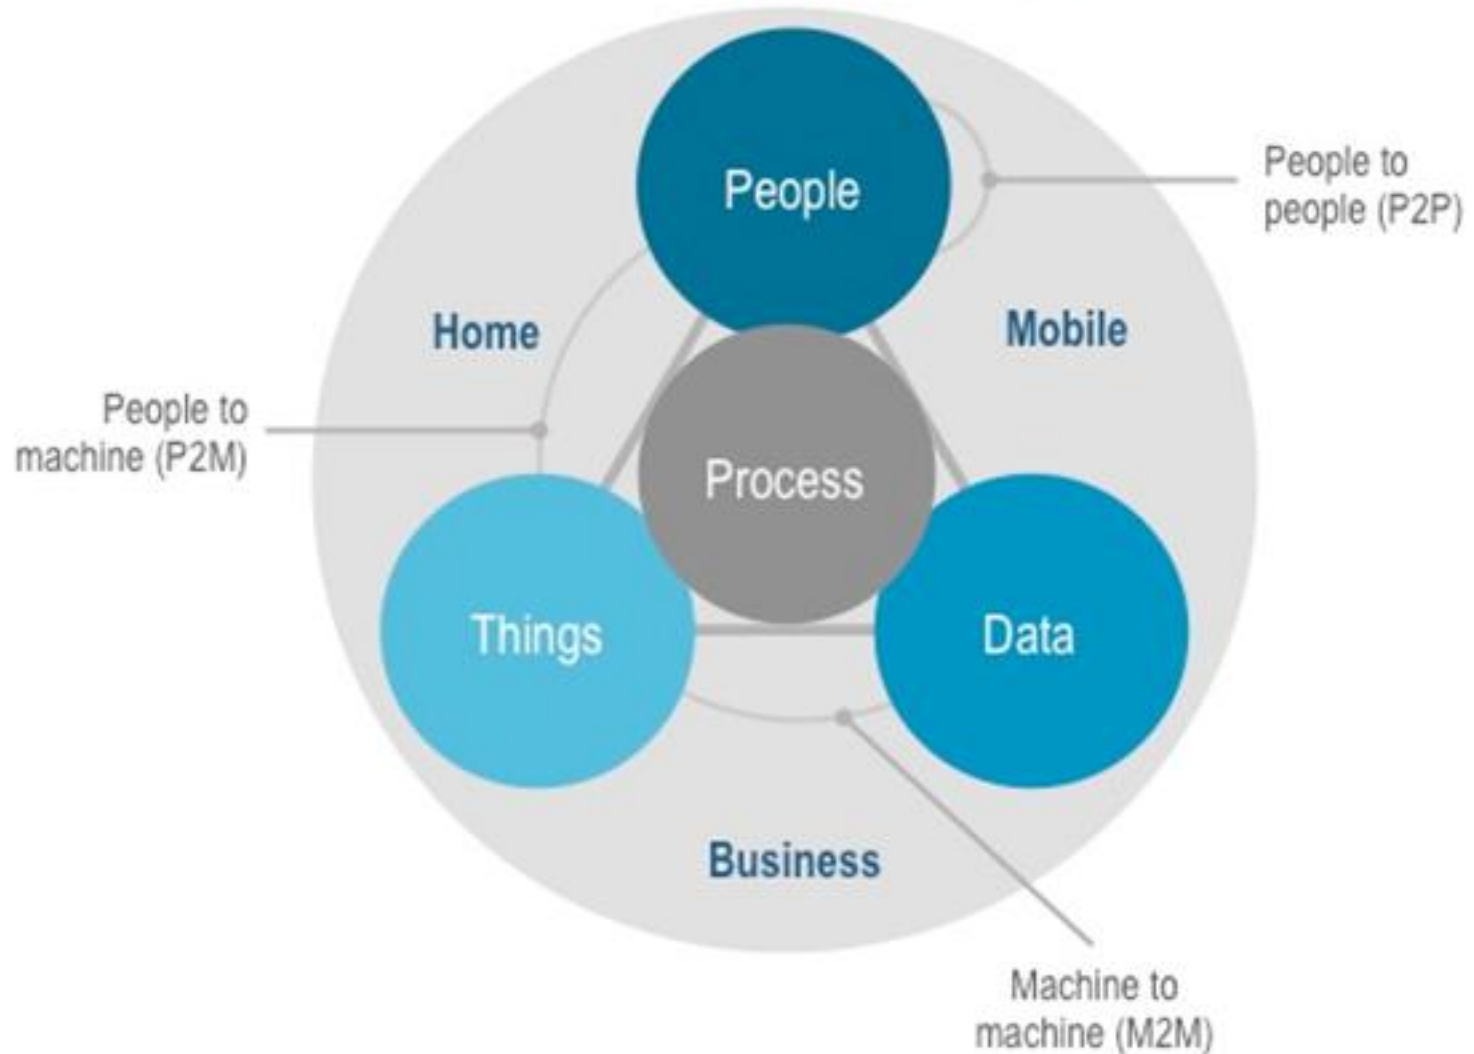 People
People to
people (P2P)
Home
Mobile
People to
machine (P2M)
Process
Things
Data
Business
Machine to
machine (M2M)